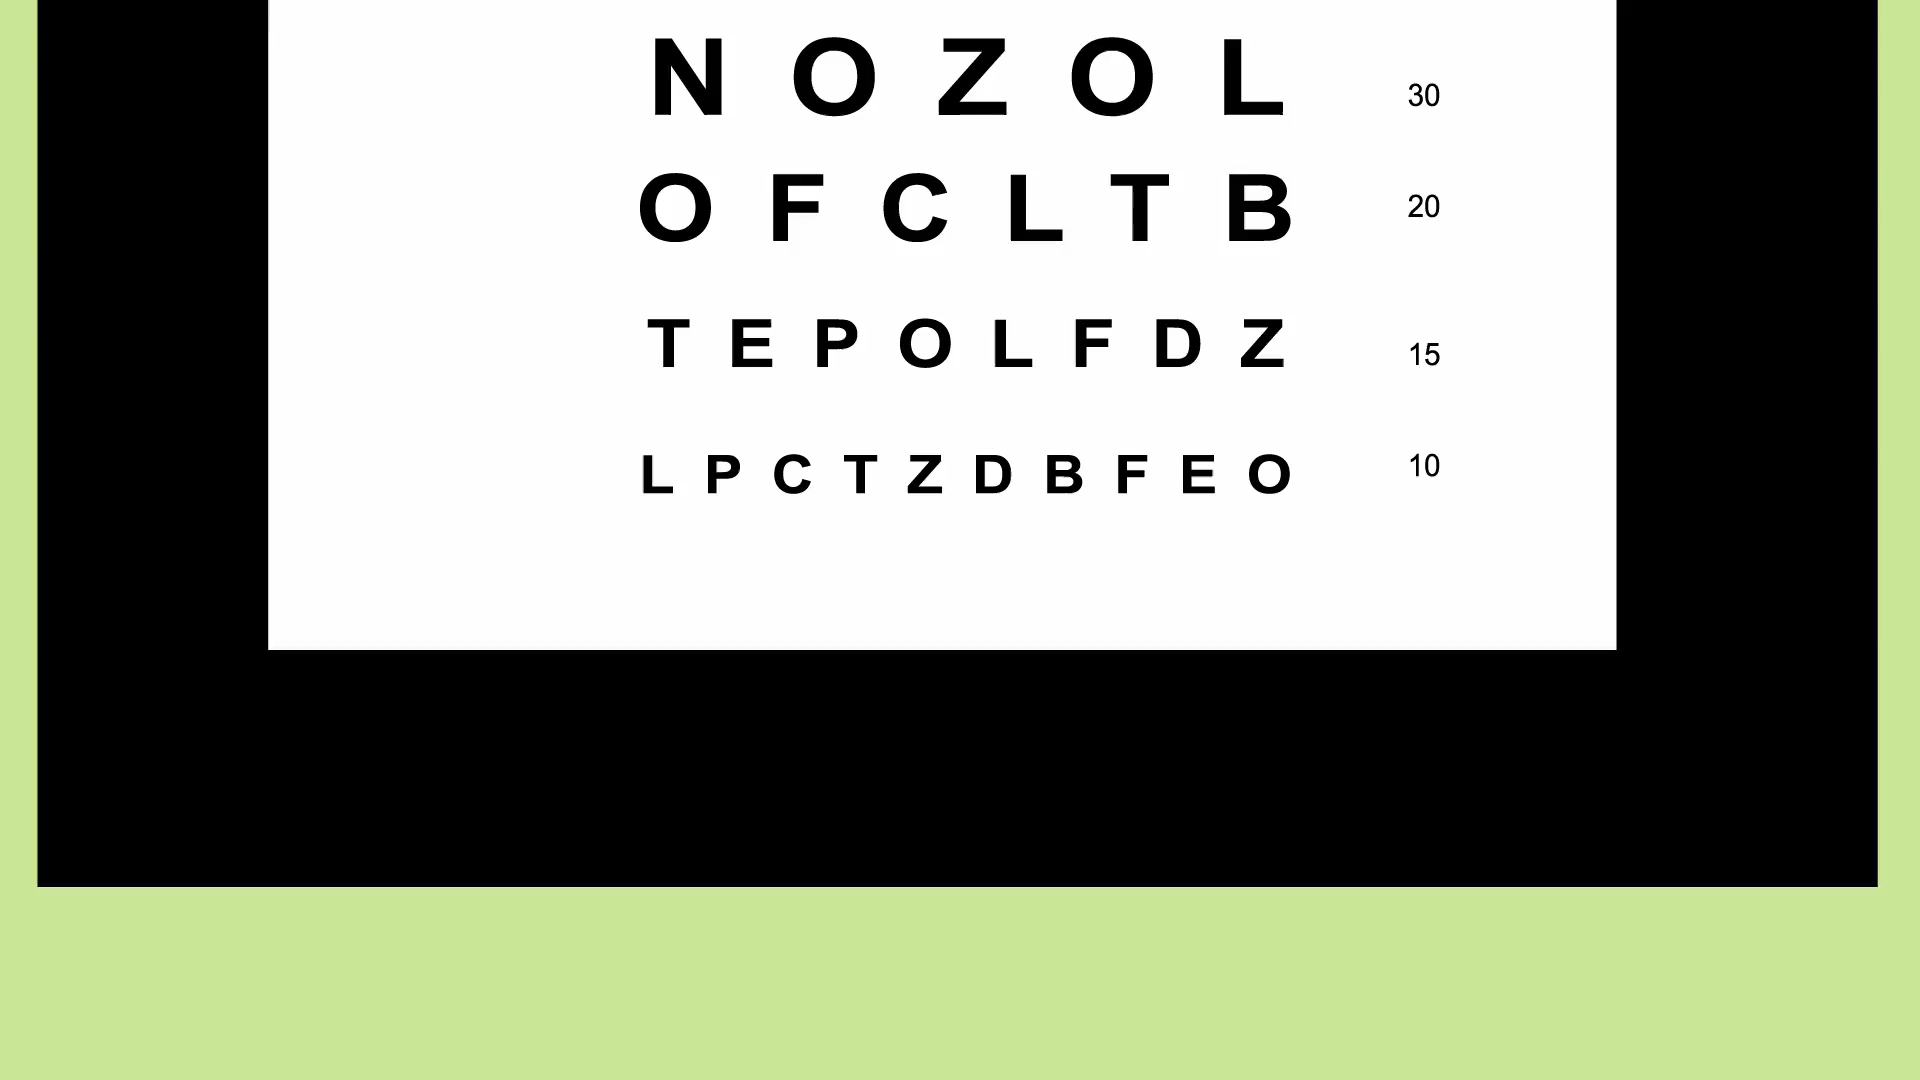 N O Z O L 30
O F C L T B 20
T E P O L F D Z 15
L P C T Z D B F E O 10